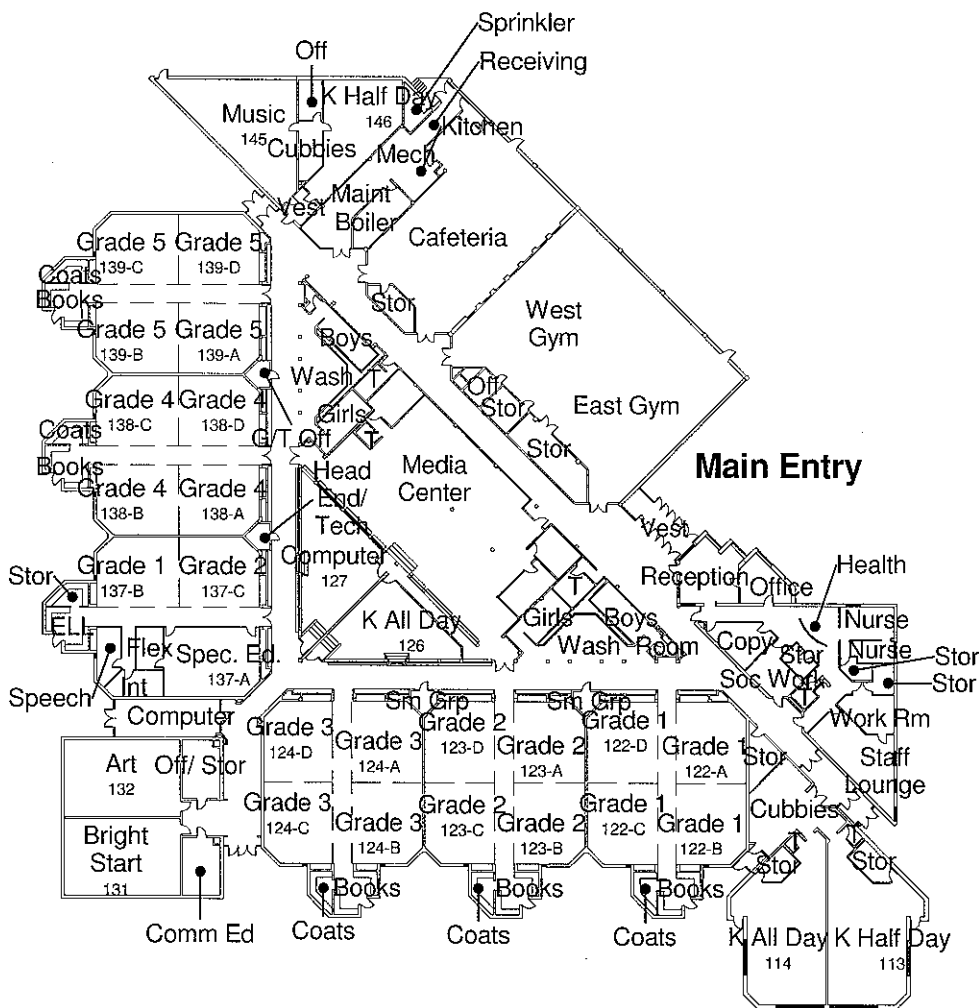 Sprinkler
Off
Receiving
K Half Day
146
Music
145
Cubbies
Kitchen
Mech
Maint
Vest
Boiler
Cafeteria
Grade 5
139-C
Grade 5
139-D
Coats
Books
Stor
West
Gym
Grade 5
139-B
Grade 5
139-A
Boys
Wash
T
Off
Stor
East Gym
Grade 4
138-C
Grade 4
138-D
Girls
T
G/T Off
Stor
Coats
Books
Main Entry
Head
End/
Tech
Media
Center
Grade 4
138-B
Grade 4
138-A
Computer
127
Vest
Grade 1
137-B
Grade 2
137-C
Stor
Health
Reception
Office
T
ELL
K All Day
126
Girls
Boys
Wash Room
Nurse
Nurse
Copy
Stor
Flex
Spec. Ed.
137-A
Stor
Stor
Soc Work
T
Speech
Int
Computer
Sm Grp
Sm Grp
Work Rm
Art
132
Off/ Stor
Grade 3
124-D
Grade 3
124-A
Grade 2
123-D
Grade 2
123-A
Grade 1
122-D
Grade 1
122-A
Stor
Staff
Lounge
Cubbies
Bright
Start
131
Grade 3
124-C
Grade 3
124-B
Grade 2
123-C
Grade 2
123-B
Grade 1
122-C
Grade 1
122-B
T
T
Stor
Stor
Books
Books
Books
Comm Ed
Coats
Coats
Coats
K All Day
114
K Half Day
113